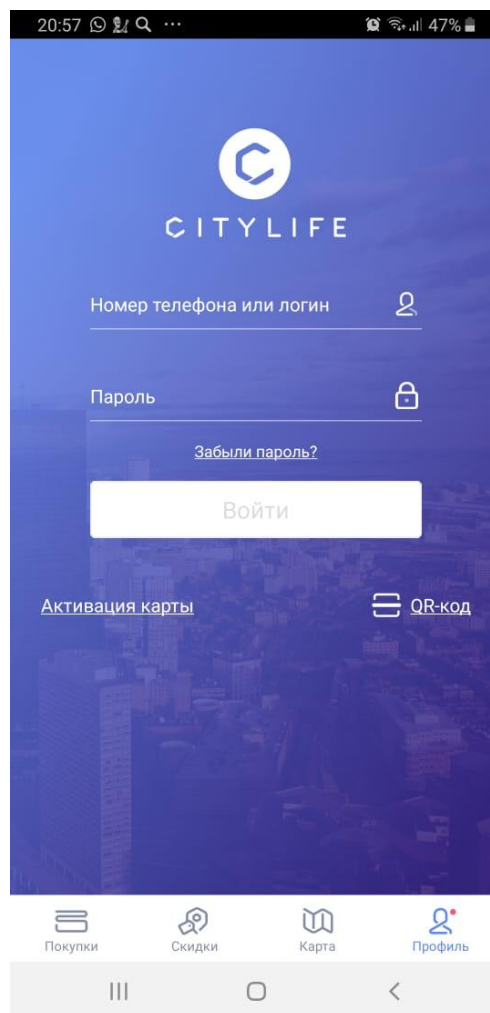 20:57
47%
CITYLIFE
Номер телефона или логин
Пароль
Забыли пароль?
Войти
Активация карты
QR-код
Покупки
Скидки
Карта
Профиль